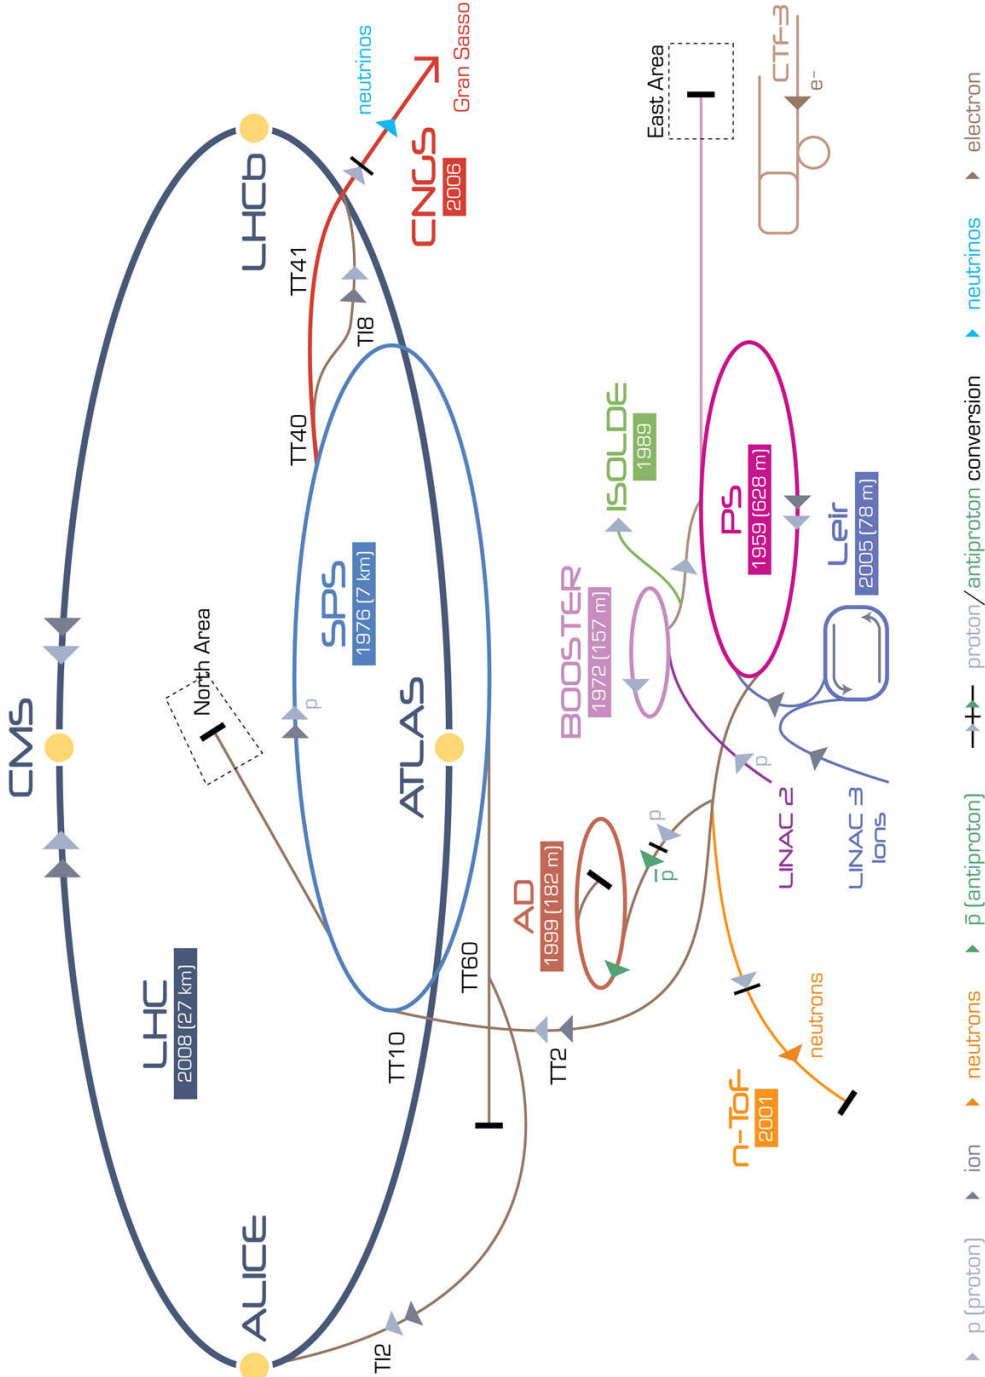 CMS
North Area
LHC
2008 (27 km)
ALICE
LHCb
TT41
TT40
TI8
neutrinos
Gran Sasso
CNGS
2006
SPS
1976 (7 km)
p
ATLAS
TT10
TT60
TI2
TT2
AD
1999 (182 m)
p
p̄
BOOSTER
1972 (157 m)
ISOLDE
1989
East Area
PS
1959 (628 m)
CTF-3
e-
LINAC 2
p
n-ToF
2001
neutrons
LINAC 3
Ions
Leir
2005 (78 m)
p (proton)
ion
neutrons
p̄ (antiproton)
proton/antiproton conversion
neutrinos
electron